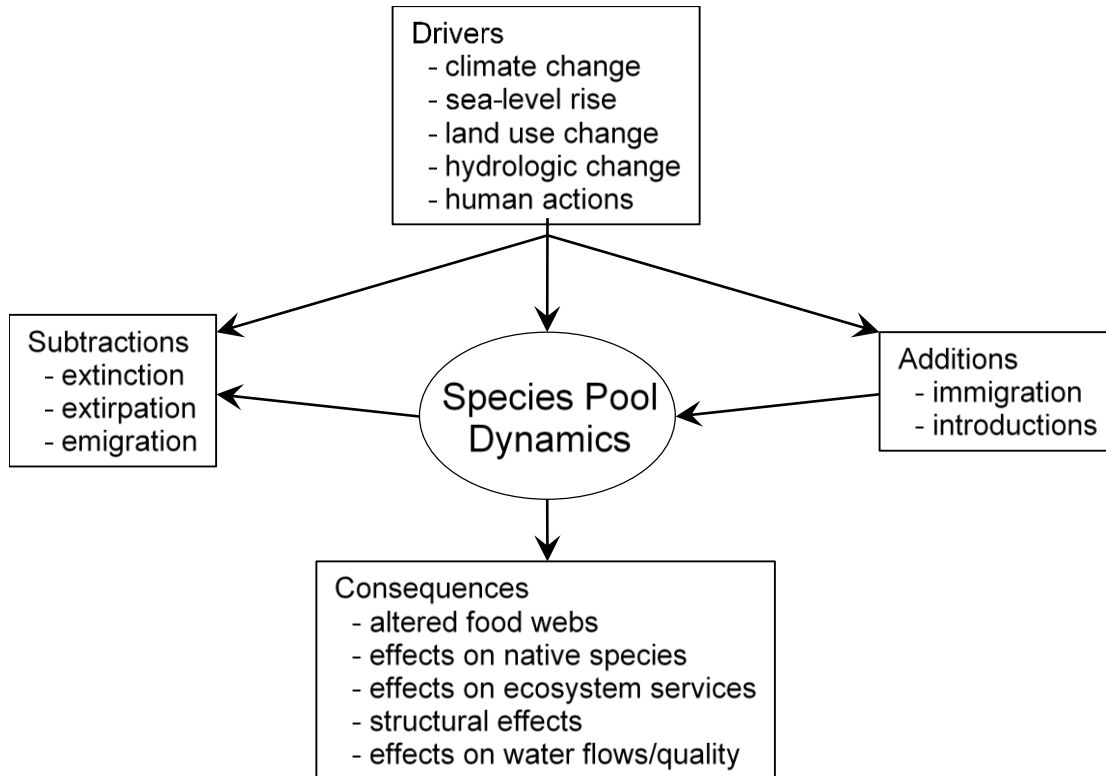 Drivers
- climate change
- sea-level rise
- land use change
- hydrologic change
- human actions
Subtractions
- extinction
- extirpation
- emigration
Species Pool
Dynamics
Additions
- immigration
- introductions
Consequences
- altered food webs
- effects on native species
- effects on ecosystem services
- structural effects
- effects on water flows/quality